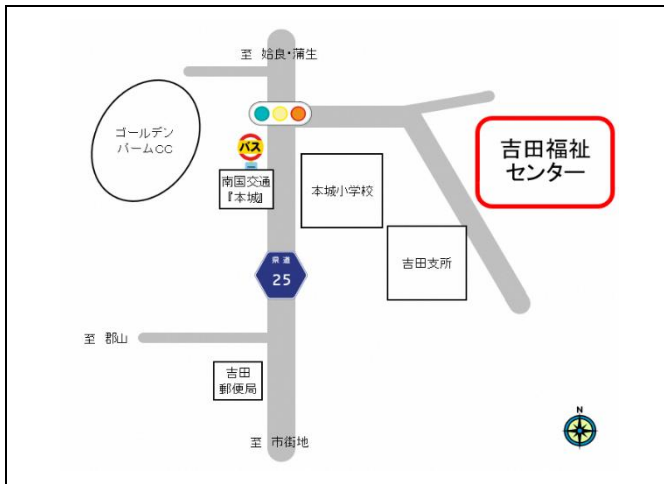 至 姶良・蒲生
ゴールデン
パームCC
バス
南国交通
『本城』
本城小学校
吉田福祉
センター
吉田支所
県道
25
至 郡山
吉田
郵便局
至 市街地
N